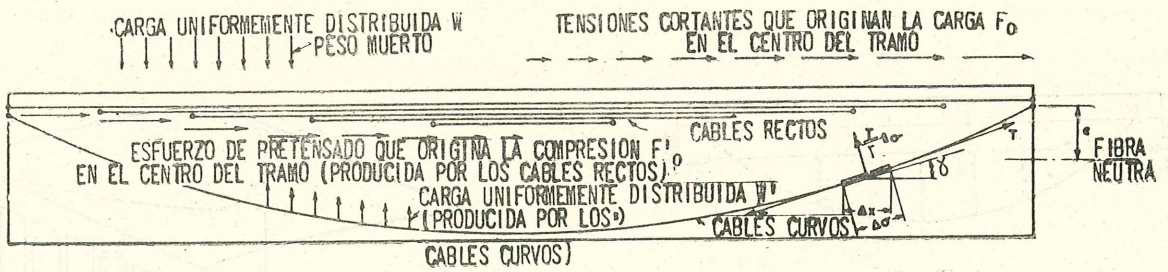 CARGA UNIFORMEMENTE DISTRIBUIDA W
PESO MUERTO
TENSIONES CORTANTES QUE ORIGINAN LA CARGA F₀
EN EL CENTRO DEL TRAMO
CABLES RECTOS
ESFUERZO DE PRETENSADO QUE ORIGINA LA COMPRESION F'₀
EN EL CENTRO DEL TRAMO (PRODUCIDA POR LOS CABLES RECTOS)
CARGA UNIFORMEMENTE DISTRIBUIDA W'
(PRODUCIDA POR LOS
CABLES CURVOS)
CABLES CURVOS
T
Δσ
γ
Δx
Δσ
e
FIBRA
NEUTRA